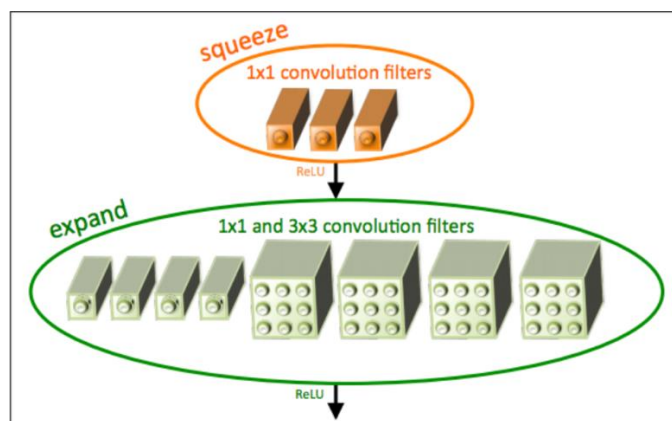 squeeze
1x1 convolution filters
ReLU
expand
1x1 and 3x3 convolution filters
ReLU